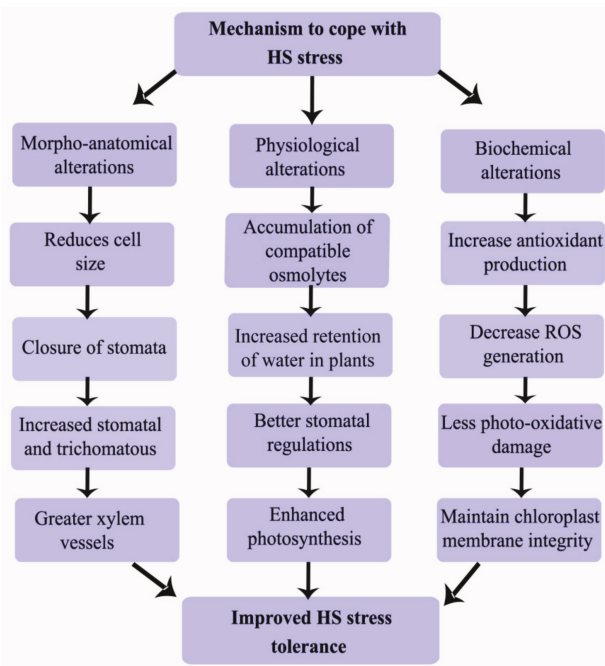 Mechanism to cope with
HS stress
Morpho-anatomical
alterations
Reduces cell
size
Closure of stomata
Increased stomatal
and trichomatous
Greater xylem
vessels
Physiological
alterations
Accumulation of
compatible
osmolytes
Increased retention
of water in plants
Better stomatal
regulations
Enhanced
photosynthesis
Biochemical
alterations
Increase antioxidant
production
Decrease ROS
generation
Less photo-oxidative
damage
Maintain chloroplast
membrane integrity
Improved HS stress
tolerance